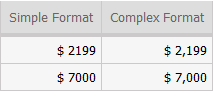 Simple Format Complex Format
$ 2199 $ 2,199
$ 7000 $ 7,000